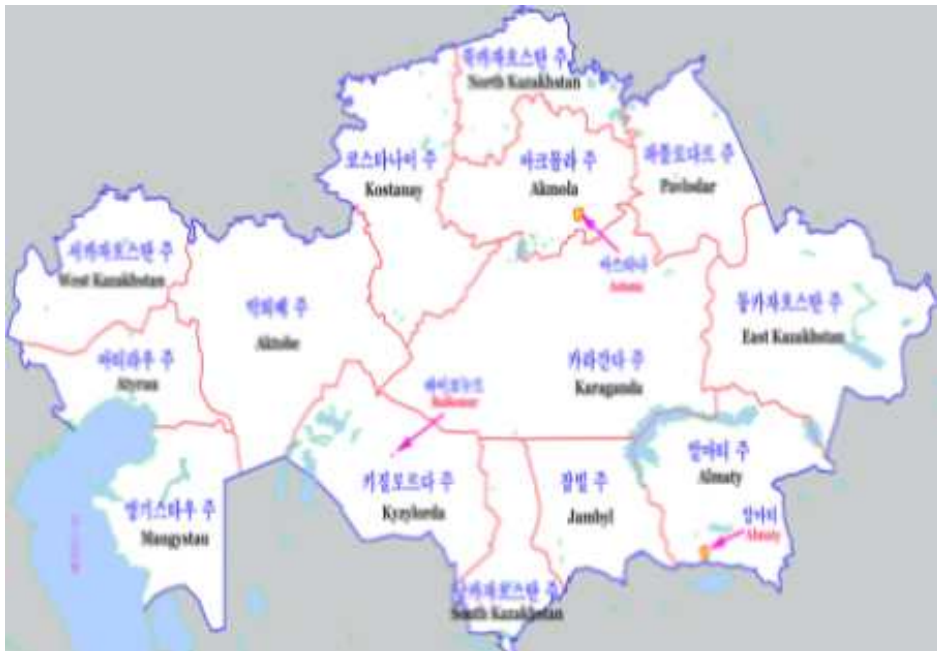 북카자흐스탄 주
North Kazakhstan
코스타나이 주
Kostanay
아크몰라 주
Akmola
파블로다르 주
Pavlodar
아스타나
Astana
서카자흐스탄 주
West Kazakhstan
악퇴베 주
Aktobe
동카자흐스탄 주
East Kazakhstan
아티라우 주
Atyrau
카라간다 주
Karaganda
바이코누르
Baikonur
키질로르다 주
Kyzylorda
잠빌 주
Jambyl
알마티 주
Almaty
알마티
Almaty
망기스타우 주
Mangystau
남카자흐스탄 주
South Kazakhstan